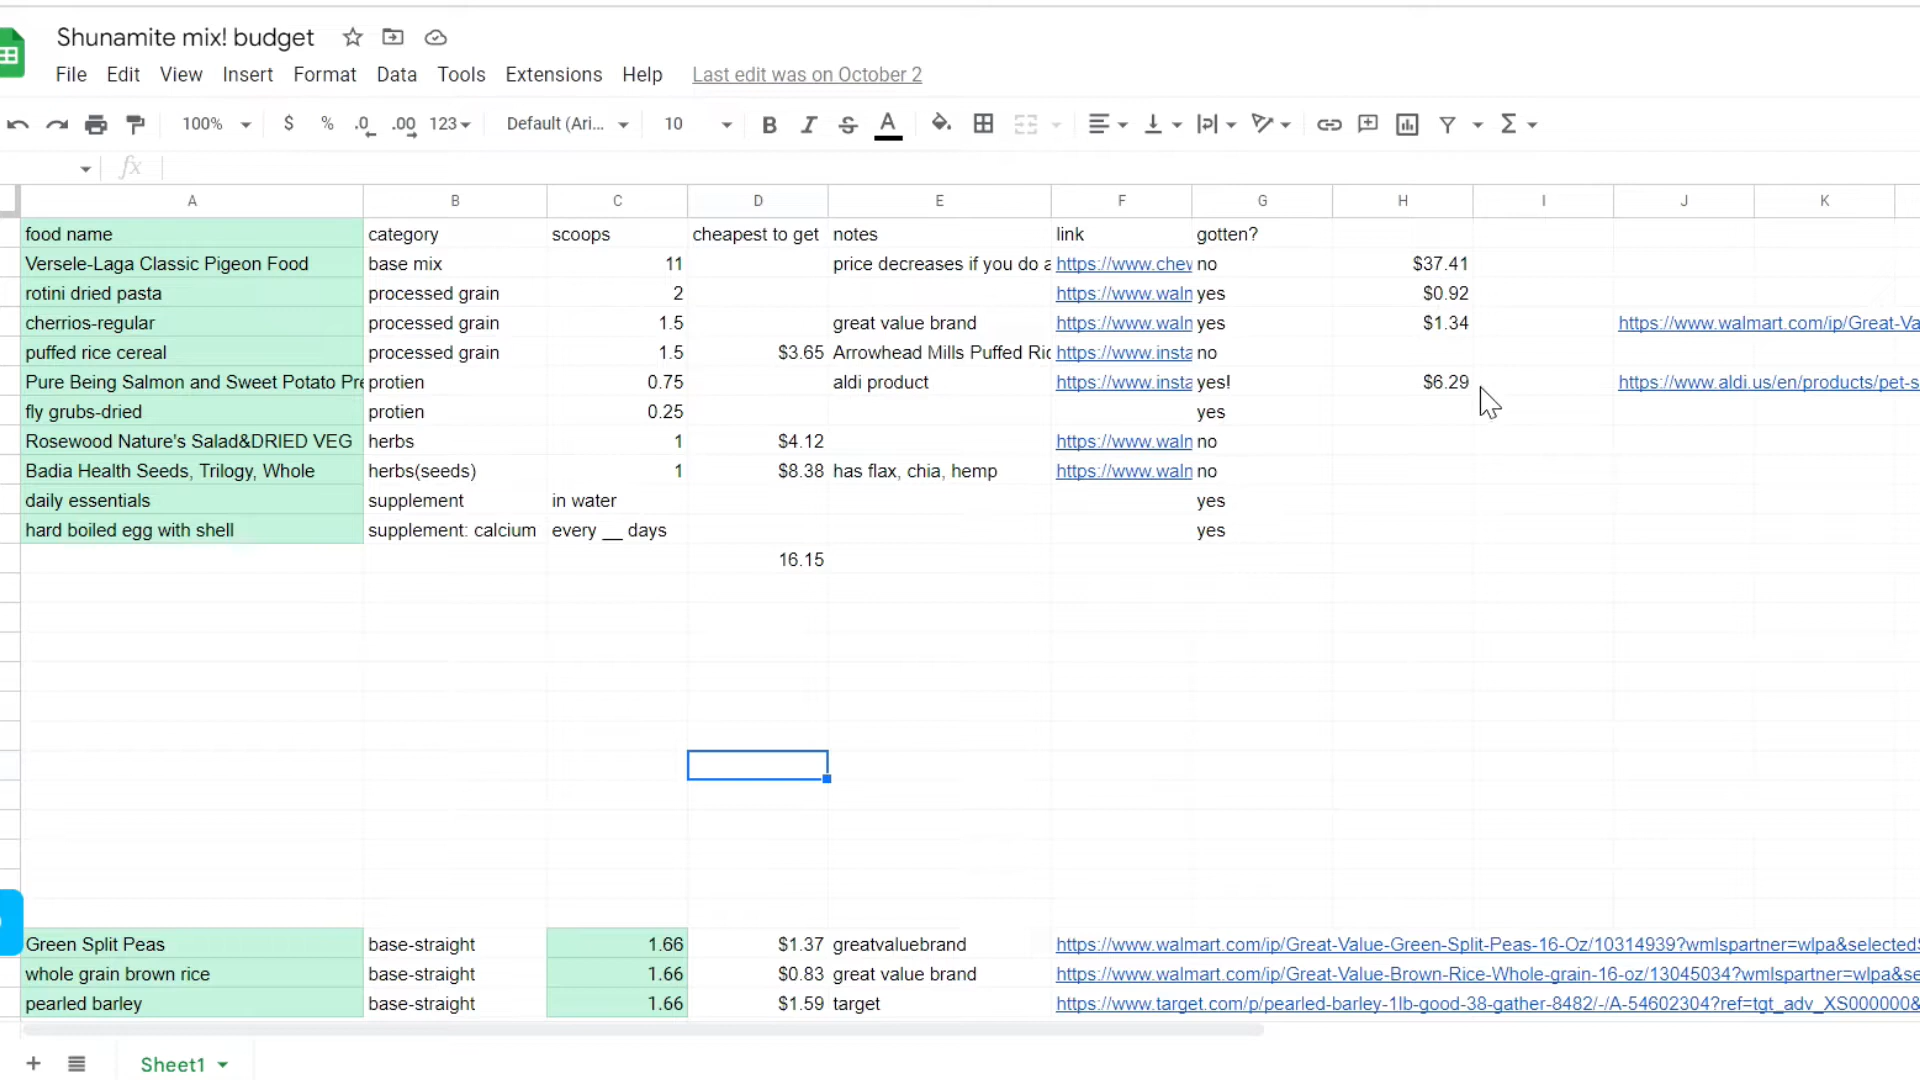 Shunamite mix! budget
File Edit View Insert Format Data Tools Extensions Help Last edit was on October 2
100% $ % .0 .00 123 Default (Ari... 10 B I S A
fx
A B C D E F G H I J K
food name category scoops cheapest to get notes link gotten?
Versele-Laga Classic Pigeon Food base mix 11 price decreases if you do a https://www.chev no $37.41
rotini dried pasta processed grain 2 https://www.waln yes $0.92
cherrios-regular processed grain 1.5 great value brand https://www.waln yes $1.34 https://www.walmart.com/ip/Great-Va
puffed rice cereal processed grain 1.5 $3.65 Arrowhead Mills Puffed Ric https://www.insta no
Pure Being Salmon and Sweet Potato Pre protien 0.75 aldi product https://www.insta yes! $6.29 https://www.aldi.us/en/products/pet-s
fly grubs-dried protien 0.25 yes
Rosewood Nature's Salad&DRIED VEG herbs 1 $4.12 https://www.waln no
Badia Health Seeds, Trilogy, Whole herbs(seeds) 1 $8.38 has flax, chia, hemp https://www.waln no
daily essentials supplement in water yes
hard boiled egg with shell supplement: calcium every __ days yes
16.15
Green Split Peas base-straight 1.66 $1.37 greatvaluebrand https://www.walmart.com/ip/Great-Value-Green-Split-Peas-16-Oz/10314939?wmlspartner=wlpa&selectedS
whole grain brown rice base-straight 1.66 $0.83 great value brand https://www.walmart.com/ip/Great-Value-Brown-Rice-Whole-grain-16-oz/13045034?wmlspartner=wlpa&se
pearled barley base-straight 1.66 $1.59 target https://www.target.com/p/pearled-barley-1lb-good-38-gather-8482/-/A-54602304?ref=tgt_adv_XS000000&
Sheet1